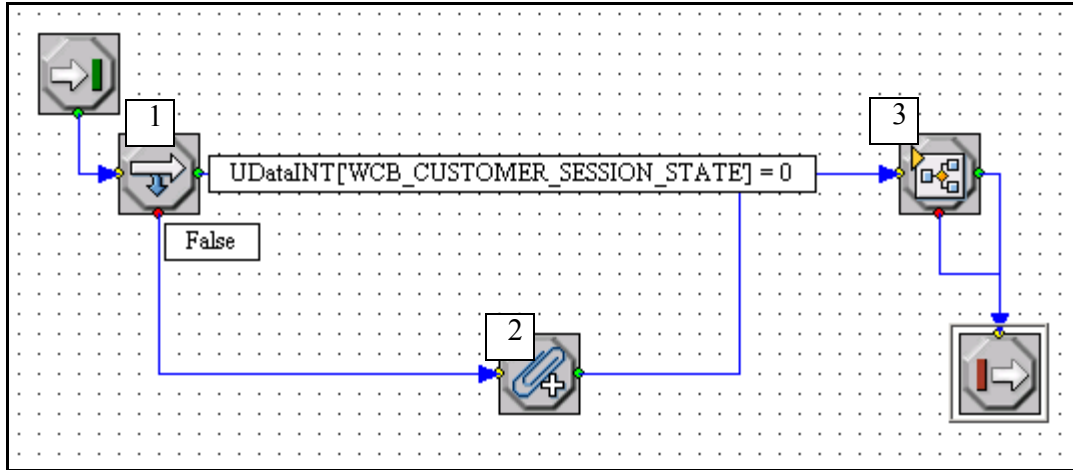 1
UDataINT['WCB_CUSTOMER_SESSION_STATE'] = 0
3
False
2